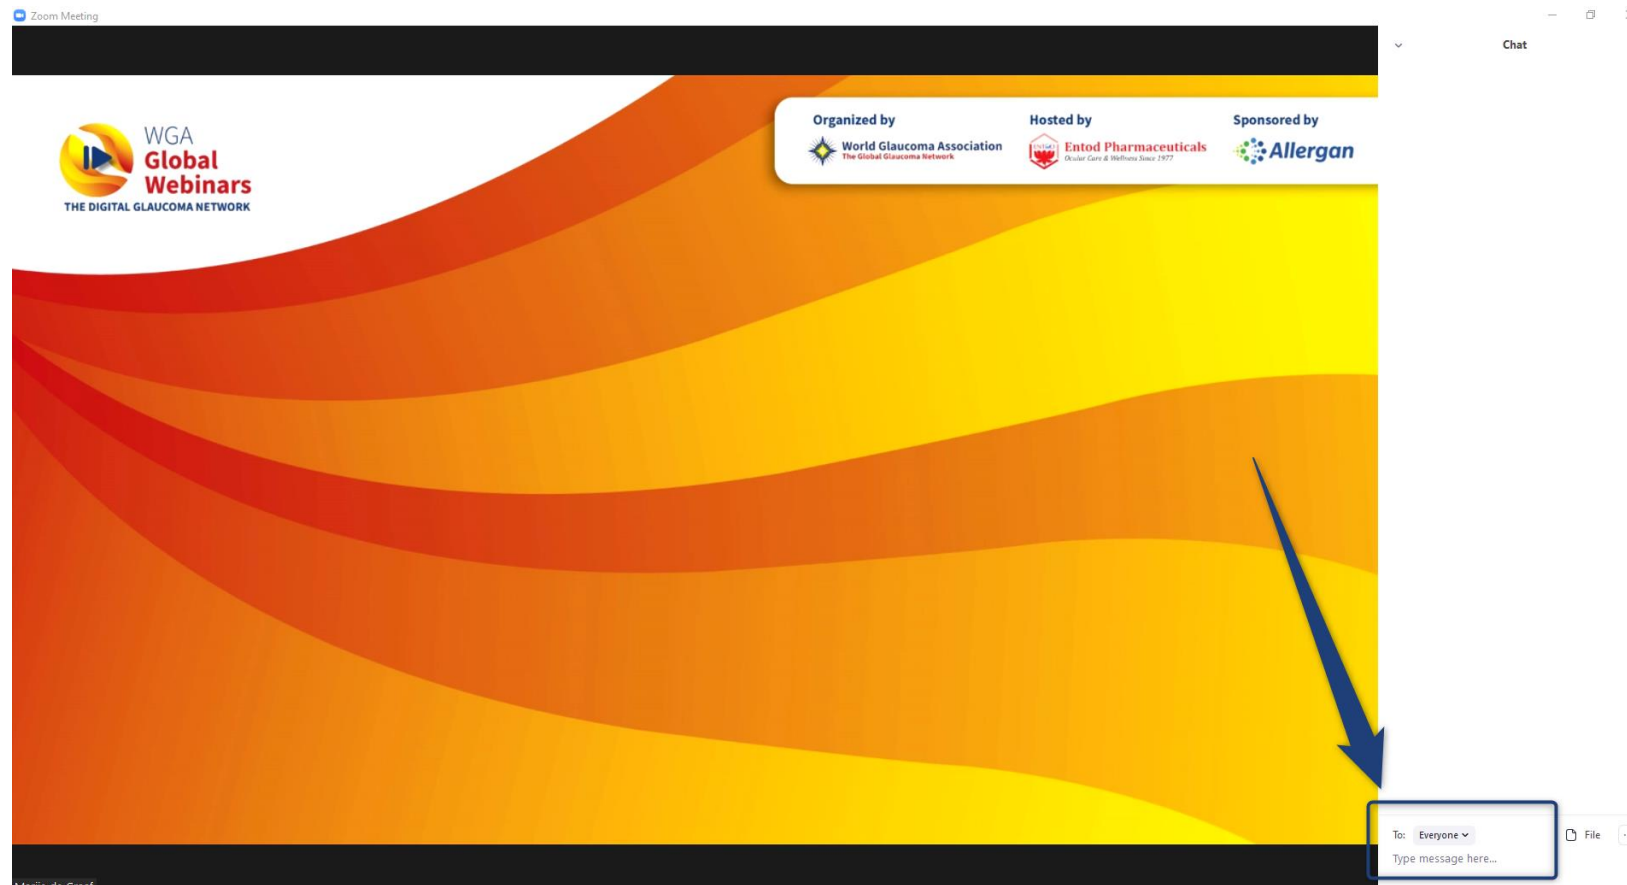 Zoom Meeting
Chat
WGA
Global
Webinars
THE DIGITAL GLAUCOMA NETWORK
Organized by
World Glaucoma Association
The Global Glaucoma Network
Hosted by
ENTOD
Entod Pharmaceuticals
Ocular Care & Wellness Since 1977
Sponsored by
Allergan
To: Everyone
File
Type message here...